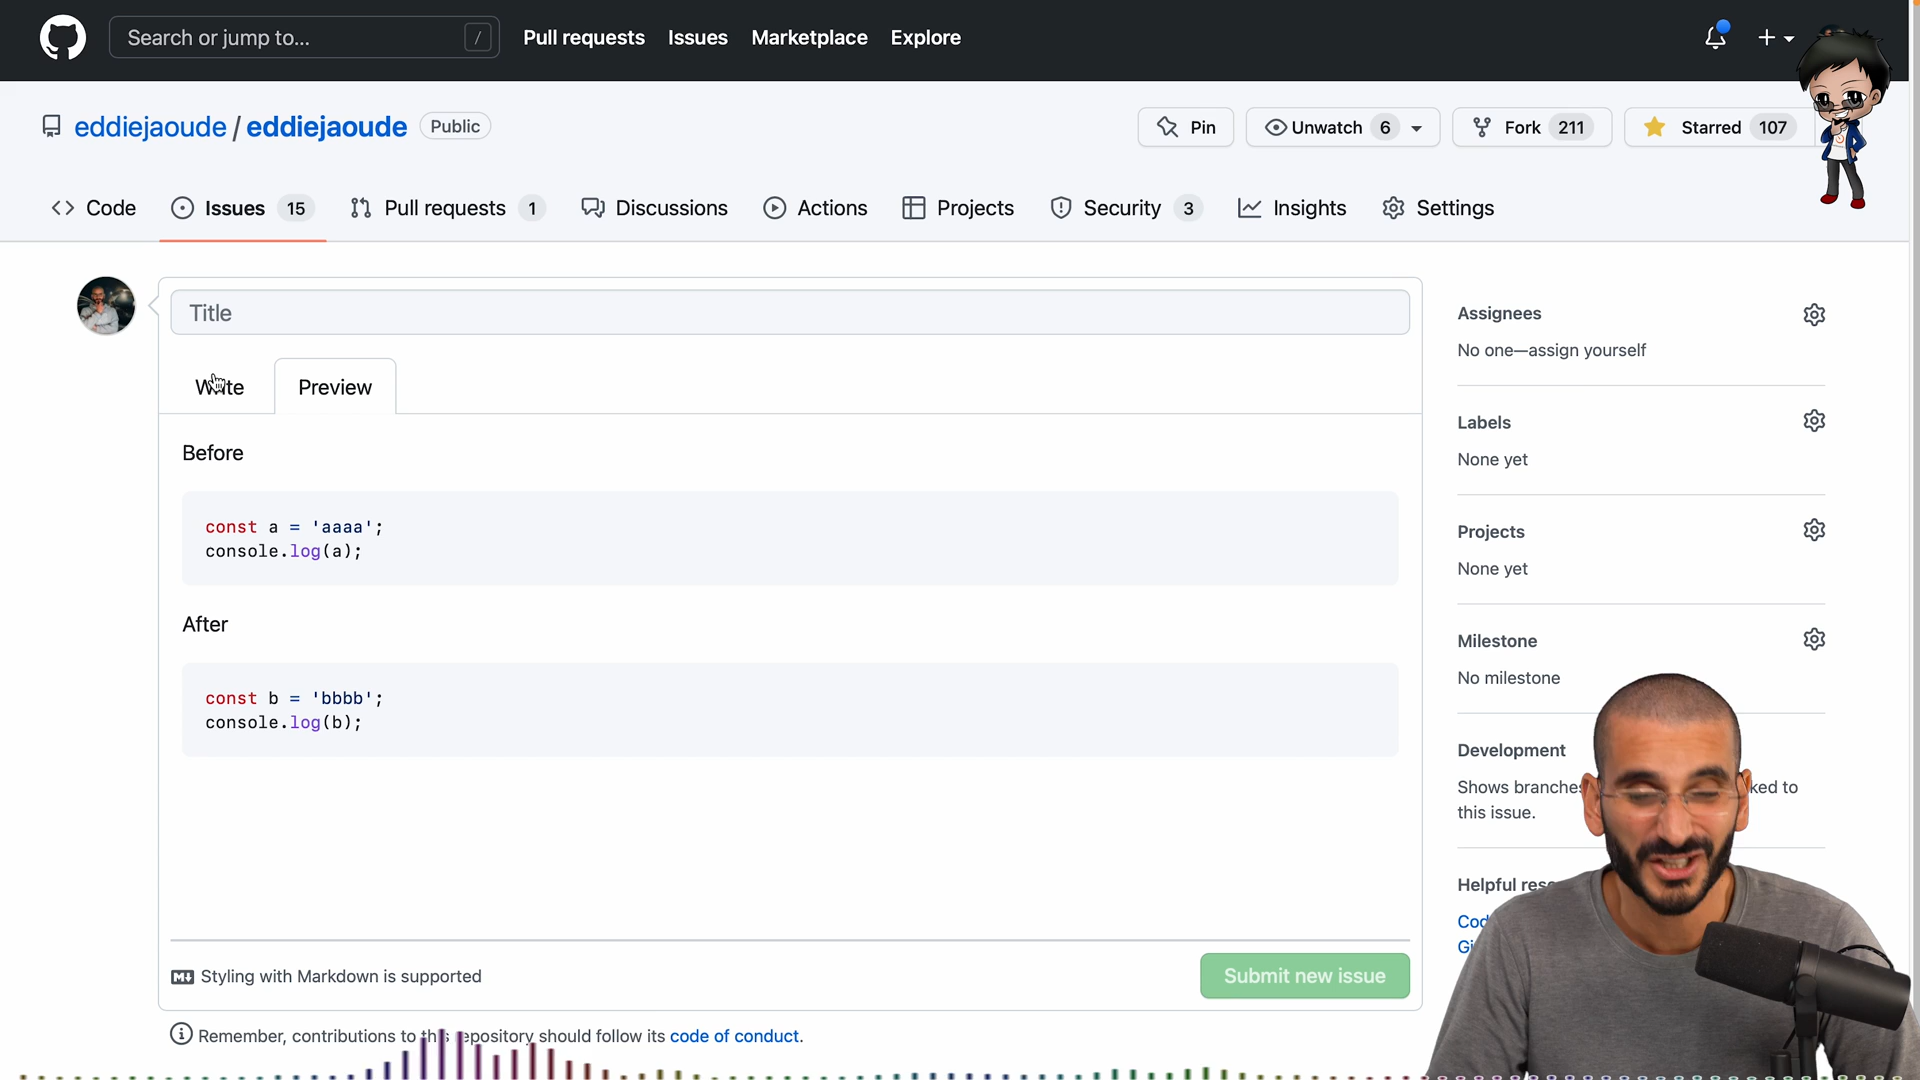 Search or jump to... /
Pull requests
Issues
Marketplace
Explore
eddiejaoude / eddiejaoude Public
Pin
Unwatch 6
Fork 211
Starred 107
Code
Issues 15
Pull requests 1
Discussions
Actions
Projects
Security 3
Insights
Settings
Title
Write
Preview
Before
const a = 'aaaa';
console.log(a);
After
const b = 'bbbb';
console.log(b);
Styling with Markdown is supported
Submit new issue
Remember, contributions to this repository should follow its code of conduct.
Assignees
No one—assign yourself
Labels
None yet
Projects
None yet
Milestone
No milestone
Development
Shows branches
this issue.
Helpful